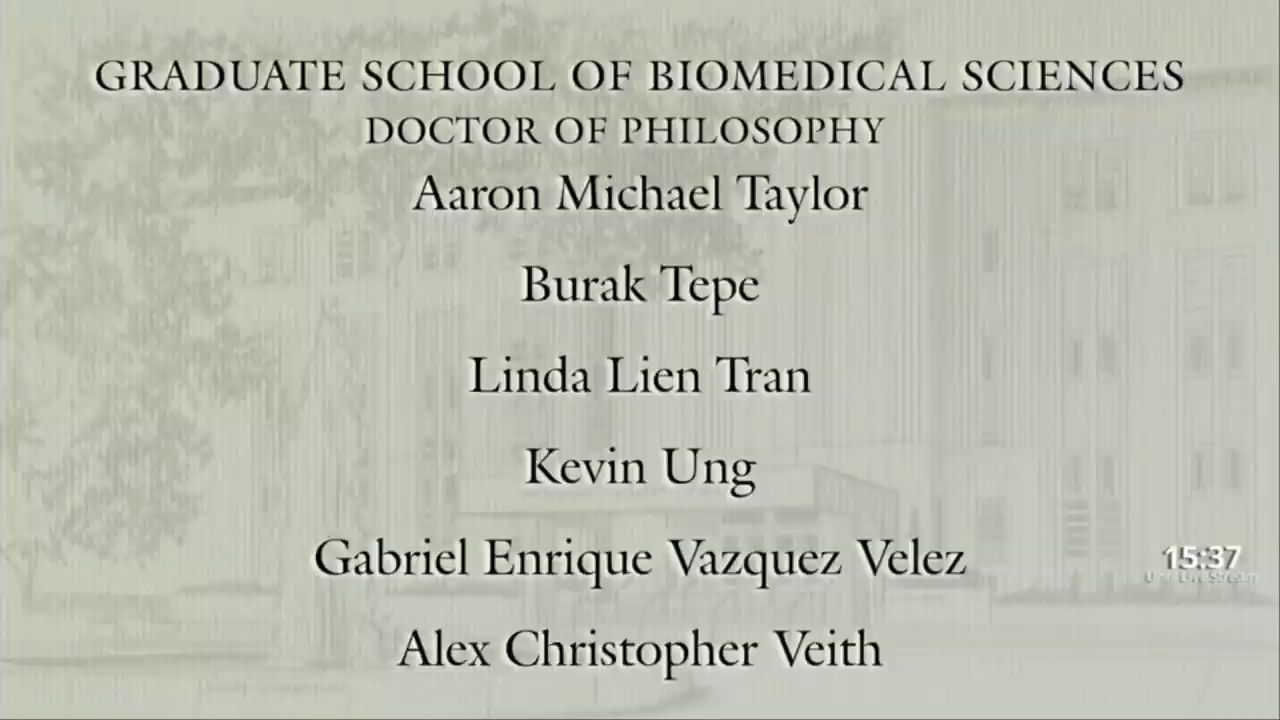 GRADUATE SCHOOL OF BIOMEDICAL SCIENCES
DOCTOR OF PHILOSOPHY
Aaron Michael Taylor
Burak Tepe
Linda Lien Tran
Kevin Ung
Gabriel Enrique Vazquez Velez
15:37
Alex Christopher Veith